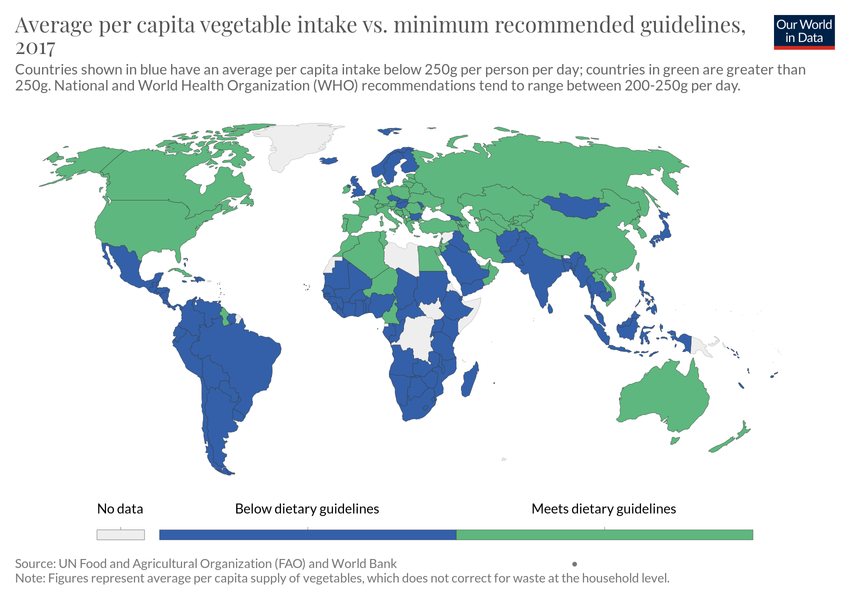 Average per capita vegetable intake vs. minimum recommended guidelines,
2017
Our World
in Data
Countries shown in blue have an average per capita intake below 250g per person per day; countries in green are greater than
250g. National and World Health Organization (WHO) recommendations tend to range between 200-250g per day.
No data
Below dietary guidelines
Meets dietary guidelines
Source: UN Food and Agricultural Organization (FAO) and World Bank
Note: Figures represent average per capita supply of vegetables, which does not correct for waste at the household level.